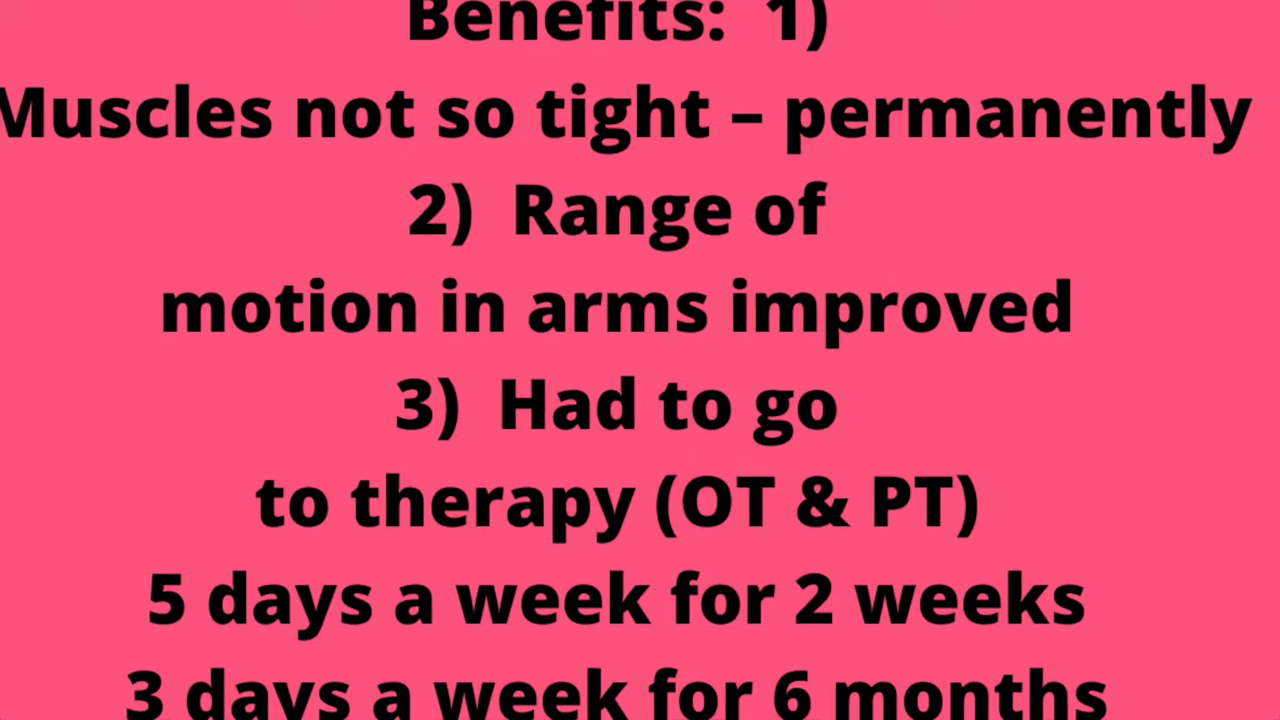 Benefits:  1)
Muscles not so tight – permanently
2)  Range of
motion in arms improved
3)  Had to go
to therapy (OT & PT)
5 days a week for 2 weeks
3 days a week for 6 months